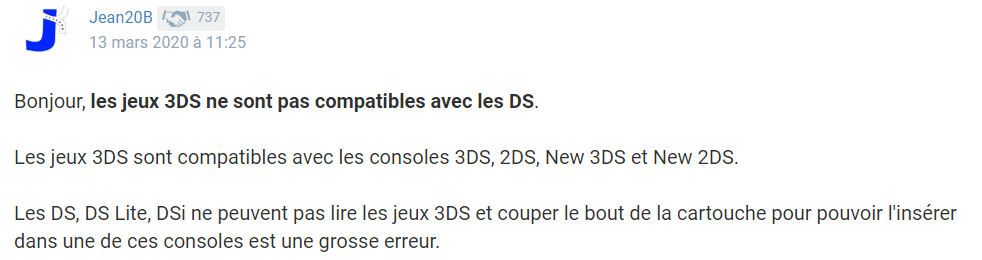 Jean20B 737
13 mars 2020 à 11:25
Bonjour, les jeux 3DS ne sont pas compatibles avec les DS.
Les jeux 3DS sont compatibles avec les consoles 3DS, 2DS, New 3DS et New 2DS.
Les DS, DS Lite, DSi ne peuvent pas lire les jeux 3DS et couper le bout de la cartouche pour pouvoir l'insérer
dans une de ces consoles est une grosse erreur.